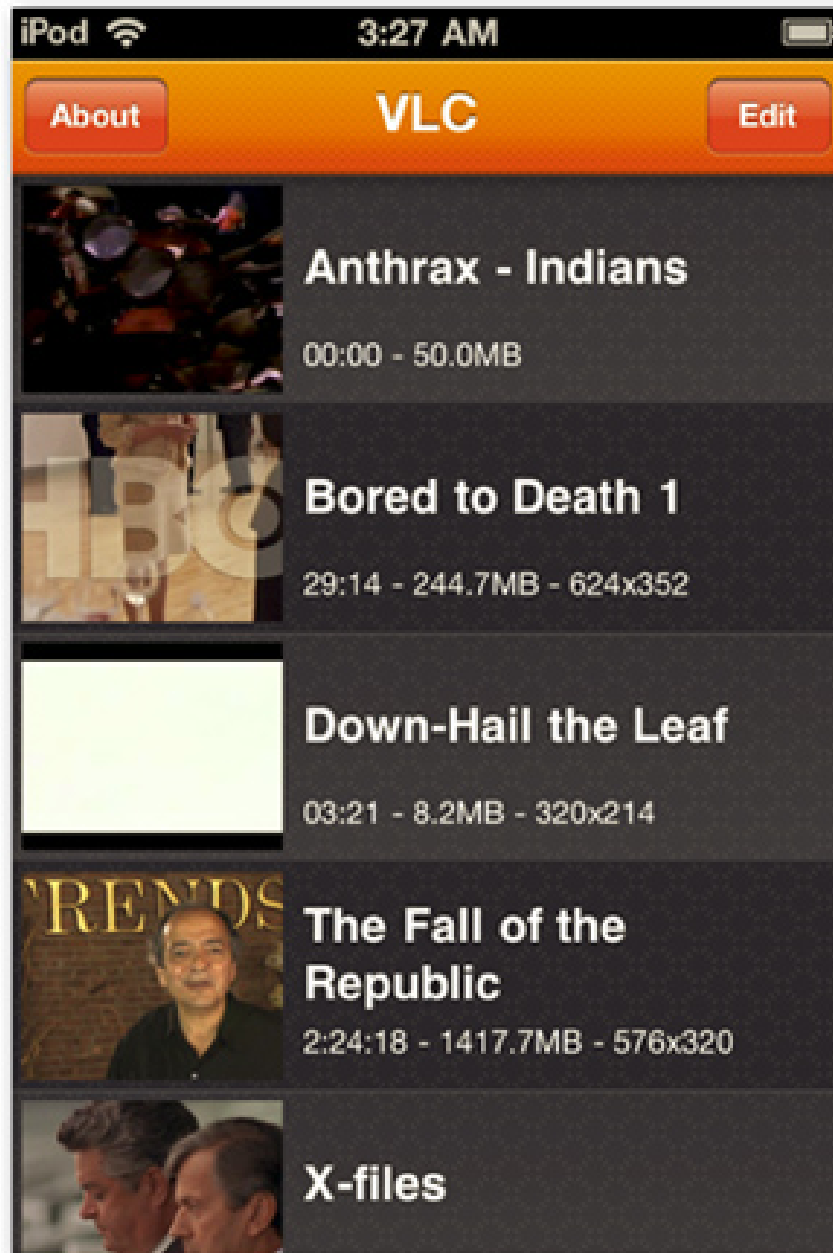 iPod 3:27 AM
About VLC Edit
Anthrax - Indians
00:00 - 50.0MB
HBO
Bored to Death 1
29:14 - 244.7MB - 624x352
Down-Hail the Leaf
03:21 - 8.2MB - 320x214
TRENDS
The Fall of the
Republic
2:24:18 - 1417.7MB - 576x320
X-files